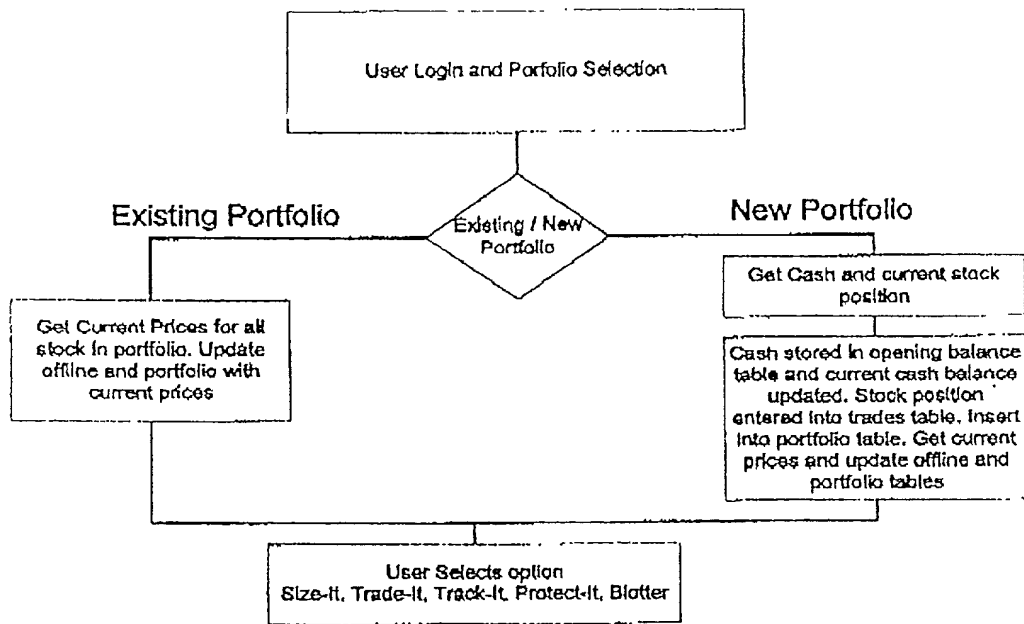 User Login and Porfolio Selection
Existing / New
Portfolio
Existing Portfolio
New Portfolio
Get Current Prices for all
stock in portfolio. Update
offline and portfolio with
current prices
Get Cash and current stock
position
Cash stored in opening balance
table and current cash balance
updated. Stock position
entered into trades table. Insert
into portfolio table. Get current
prices and update offline and
portfolio tables
User Selects option
Size-It, Trade-It, Track-It, Protect-It, Blotter